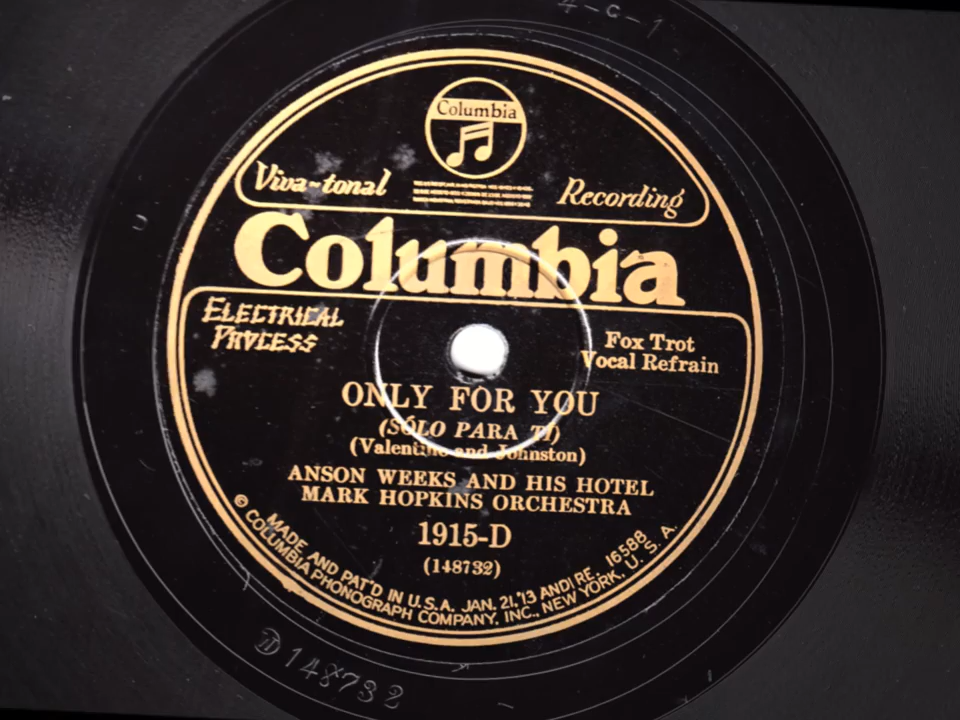 4-C-1
Columbia
Viva-tonal Recording
Columbia
ELECTRICAL
PROCESS
Fox Trot
Vocal Refrain
ONLY FOR YOU
(SÓLO PARA TÍ)
(Valentine and Johnston)
ANSON WEEKS AND HIS HOTEL
MARK HOPKINS ORCHESTRA
1915-D
(148732)
MADE AND PAT'D IN U.S.A. JAN. 21,'13 AND RE. 16588
© COLUMBIA PHONOGRAPH COMPANY, INC., NEW YORK, U. S. A.
D148732